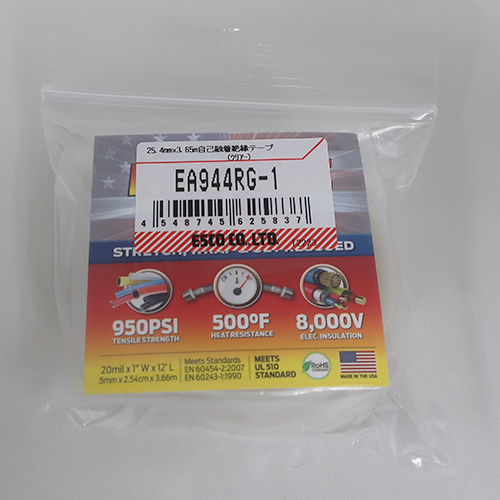 25.4mm×3.65m自己融着絶縁テープ
(クリアー)
EA944RG-1
4 548745 625837
ESCO CO.,LTD.
950PSI
TENSILE STRENGTH
500ºF
HEAT RESISTANCE
8,000V
ELEC. INSULATION
20mil x 1" W x 12' L
.5mm x 2.54cm x 3.66m
Meets Standards
EN 60454-2:2007
EN 60243-1:1990
MEETS
UL 510
STANDARD
RoHS
COMPLIANT
MADE IN THE USA